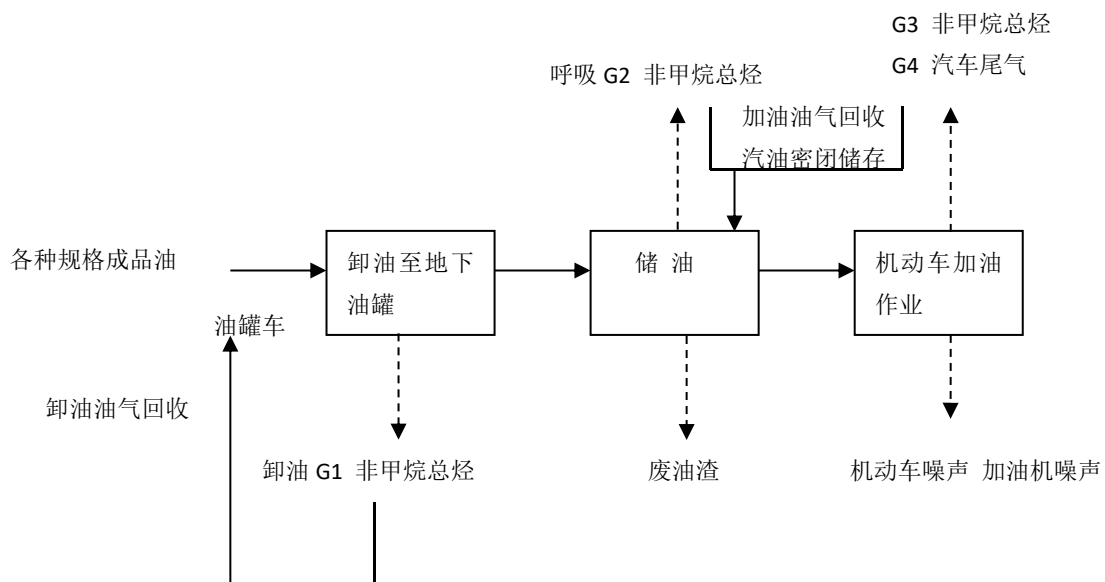 G3 非甲烷总烃
G4 汽车尾气
呼吸 G2 非甲烷总烃
加油油气回收
汽油密闭储存
各种规格成品油
卸油至地下
油罐
储 油
机动车加油
作业
油罐车
卸油油气回收
卸油 G1 非甲烷总烃
废油渣
机动车噪声 加油机噪声